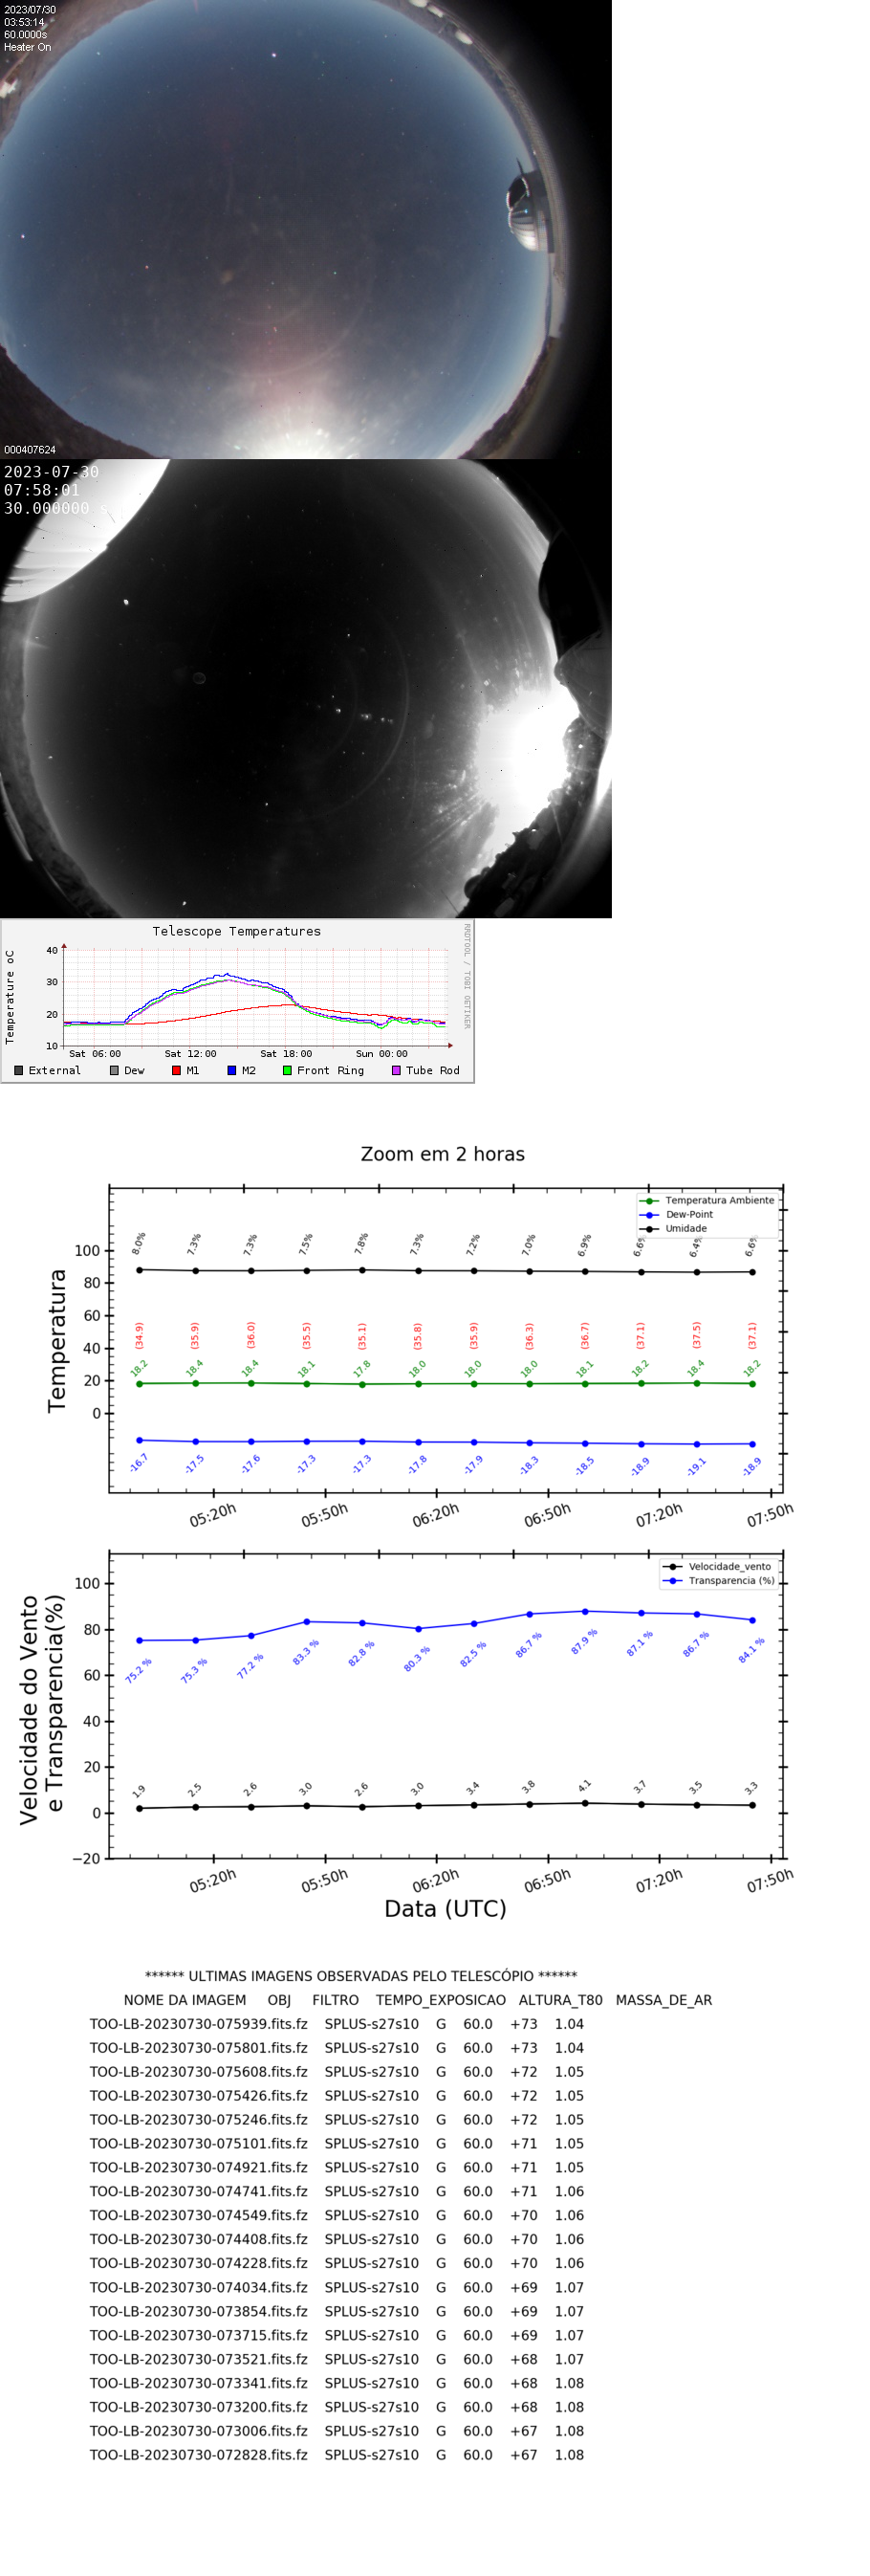 2023/07/30
03:53:14
60.0000s
Heater On
000407624
2023-07-30
07:58:01
30.000000 s
Telescope Temperatures
RRDTOOL / TOBI OETIKER
Temperature oC
40
30
20
10
Sat 06:00 Sat 12:00 Sat 18:00 Sun 00:00
External Dew M1 M2 Front Ring Tube Rod
Zoom em 2 horas
Temperatura Ambiente
Dew-Point
Umidade
Temperatura
100
80
60
40
20
0
8.0% 7.3% 7.3% 7.5% 7.8% 7.3% 7.2% 7.0% 6.9% 6.6% 6.4% 6.6%
(34.9) (35.9) (36.0) (35.5) (35.1) (35.8) (35.9) (36.3) (36.7) (37.1) (37.5) (37.1)
18.2 18.4 18.4 18.1 17.8 18.0 18.0 18.0 18.1 18.2 18.4 18.2
-16.7 -17.5 -17.6 -17.3 -17.3 -17.8 -17.9 -18.3 -18.5 -18.9 -19.1 -18.9
05:20h 05:50h 06:20h 06:50h 07:20h 07:50h
Velocidade_vento
Transparencia (%)
Velocidade do Vento
e Transparencia(%)
100
80
60
40
20
0
−20
75.2 % 75.3 % 77.2 % 83.3 % 82.8 % 80.3 % 82.5 % 86.7 % 87.9 % 87.1 % 86.7 % 84.1 %
1.9 2.5 2.6 3.0 2.6 3.0 3.4 3.8 4.1 3.7 3.5 3.3
05:20h 05:50h 06:20h 06:50h 07:20h 07:50h
Data (UTC)
****** ULTIMAS IMAGENS OBSERVADAS PELO TELESCÓPIO ******
NOME DA IMAGEM OBJ FILTRO TEMPO_EXPOSICAO ALTURA_T80 MASSA_DE_AR
TOO-LB-20230730-075939.fits.fz SPLUS-s27s10 G 60.0 +73 1.04
TOO-LB-20230730-075801.fits.fz SPLUS-s27s10 G 60.0 +73 1.04
TOO-LB-20230730-075608.fits.fz SPLUS-s27s10 G 60.0 +72 1.05
TOO-LB-20230730-075426.fits.fz SPLUS-s27s10 G 60.0 +72 1.05
TOO-LB-20230730-075246.fits.fz SPLUS-s27s10 G 60.0 +72 1.05
TOO-LB-20230730-075101.fits.fz SPLUS-s27s10 G 60.0 +71 1.05
TOO-LB-20230730-074921.fits.fz SPLUS-s27s10 G 60.0 +71 1.05
TOO-LB-20230730-074741.fits.fz SPLUS-s27s10 G 60.0 +71 1.06
TOO-LB-20230730-074549.fits.fz SPLUS-s27s10 G 60.0 +70 1.06
TOO-LB-20230730-074408.fits.fz SPLUS-s27s10 G 60.0 +70 1.06
TOO-LB-20230730-074228.fits.fz SPLUS-s27s10 G 60.0 +70 1.06
TOO-LB-20230730-074034.fits.fz SPLUS-s27s10 G 60.0 +69 1.07
TOO-LB-20230730-073854.fits.fz SPLUS-s27s10 G 60.0 +69 1.07
TOO-LB-20230730-073715.fits.fz SPLUS-s27s10 G 60.0 +69 1.07
TOO-LB-20230730-073521.fits.fz SPLUS-s27s10 G 60.0 +68 1.07
TOO-LB-20230730-073341.fits.fz SPLUS-s27s10 G 60.0 +68 1.08
TOO-LB-20230730-073200.fits.fz SPLUS-s27s10 G 60.0 +68 1.08
TOO-LB-20230730-073006.fits.fz SPLUS-s27s10 G 60.0 +67 1.08
TOO-LB-20230730-072828.fits.fz SPLUS-s27s10 G 60.0 +67 1.08